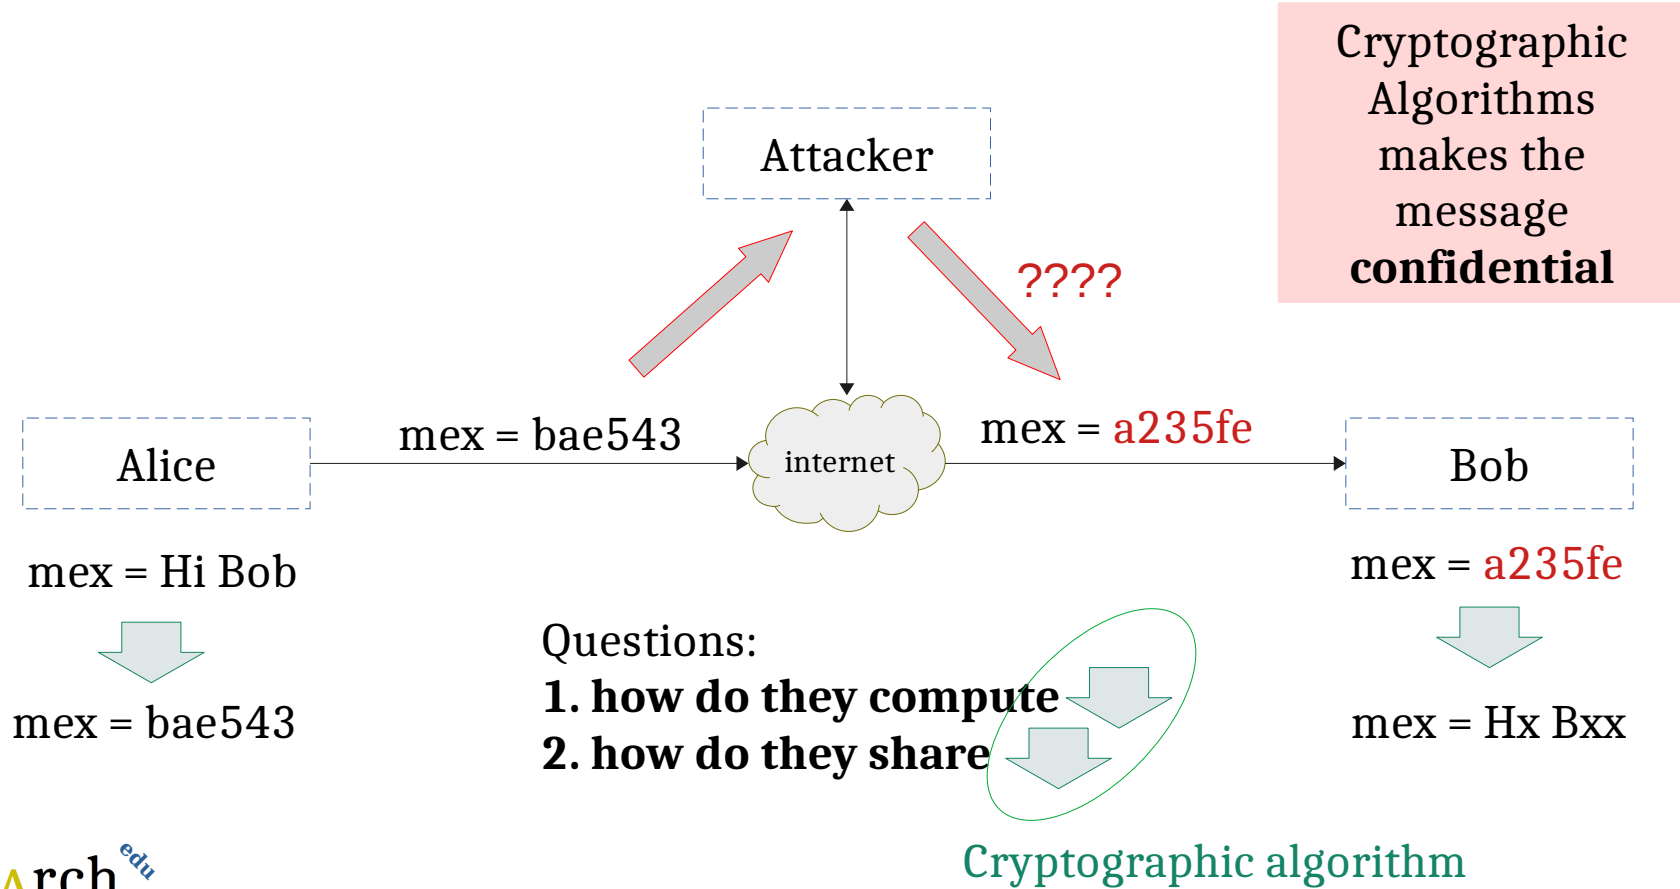 Cryptographic
Algorithms
makes the
message
confidential
Attacker
????
mex = bae543
mex = a235fe
Alice
internet
Bob
mex = Hi Bob
mex = a235fe
mex = bae543
mex = Hx Bxx
Questions:
1. how do they compute
2. how do they share
Cryptographic algorithm
Arch edu